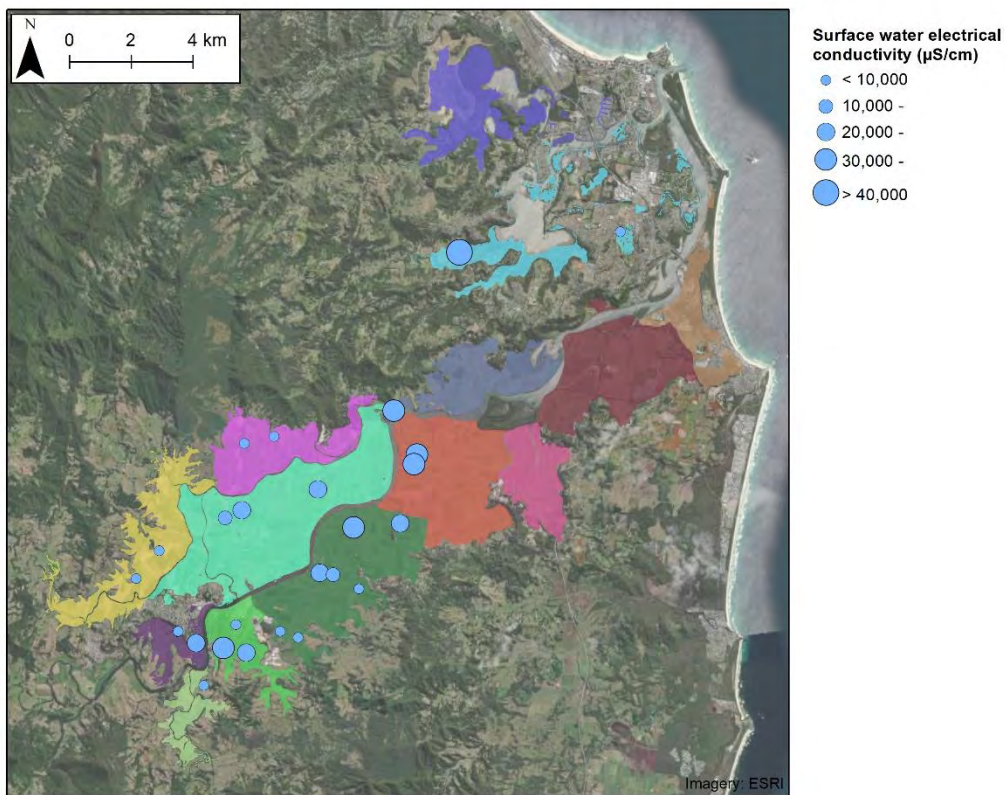 N
0 2 4 km
Surface water electrical
conductivity (µS/cm)
< 10,000
10,000 -
20,000 -
30,000 -
> 40,000
Imagery: ESRI